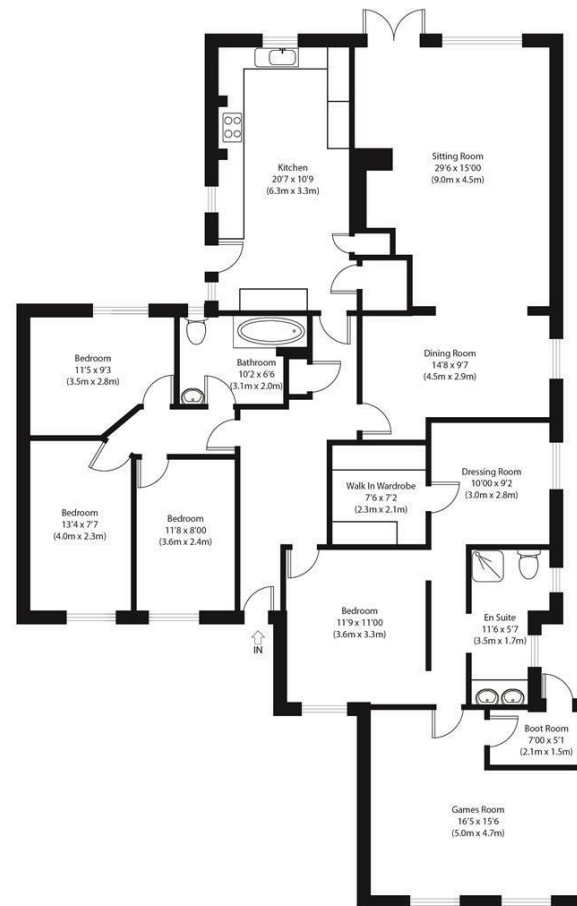 Kitchen
20'7 x 10'9
(6.3m x 3.3m)
Sitting Room
29'6 x 15'00
(9.0m x 4.5m)
Bedroom
11'5 x 9'3
(3.5m x 2.8m)
Bathroom
10'2 x 6'6
(3.1m x 2.0m)
Dining Room
14'8 x 9'7
(4.5m x 2.9m)
Dressing Room
10'00 x 9'2
(3.0m x 2.8m)
Walk In Wardrobe
7'6 x 7'2
(2.3m x 2.1m)
Bedroom
13'4 x 7'7
(4.0m x 2.3m)
Bedroom
11'8 x 8'00
(3.6m x 2.4m)
Bedroom
11'9 x 11'00
(3.6m x 3.3m)
En Suite
11'6 x 5'7
(3.5m x 1.7m)
IN
Boot Room
7'00 x 5'1
(2.1m x 1.5m)
Games Room
16'5 x 15'6
(5.0m x 4.7m)